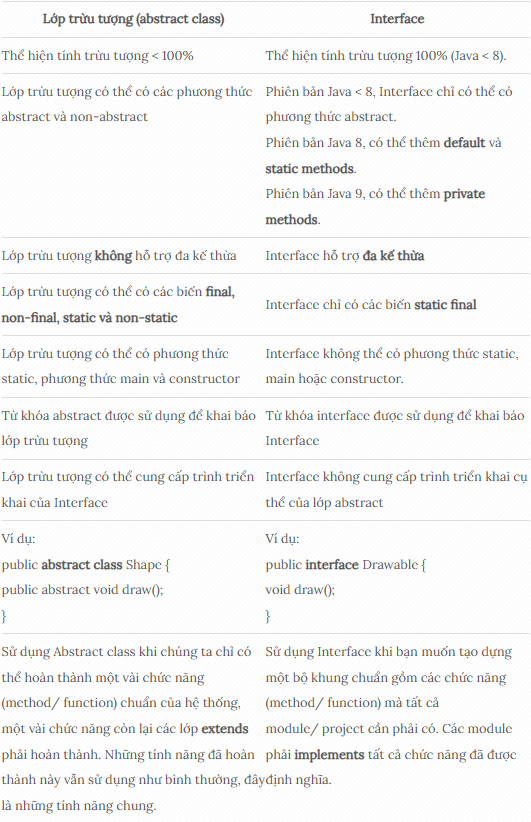 Lớp trừu tượng (abstract class)
Interface
Thể hiện tính trừu tượng < 100%
Thể hiện tính trừu tượng 100% (Java < 8).
Lớp trừu tượng có thể có các phương thức
abstract và non-abstract
Phiên bản Java < 8, Interface chỉ có thể có
phương thức abstract.
Phiên bản Java 8, có thể thêm default và
static methods.
Phiên bản Java 9, có thể thêm private
methods.
Lớp trừu tượng không hỗ trợ đa kế thừa
Interface hỗ trợ đa kế thừa
Lớp trừu tượng có thể có các biến final,
non-final, static và non-static
Interface chỉ có các biến static final
Lớp trừu tượng có thể có phương thức
static, phương thức main và constructor
Interface không thể có phương thức static,
main hoặc constructor.
Từ khóa abstract được sử dụng để khai báo
lớp trừu tượng
Từ khóa interface được sử dụng để khai báo
Interface
Lớp trừu tượng có thể cung cấp trình triển
khai của Interface
Interface không cung cấp trình triển khai cụ
thể của lớp abstract
Ví dụ:
public abstract class Shape {
public abstract void draw();
}
Ví dụ:
public interface Drawable {
void draw();
}
Sử dụng Abstract class khi chúng ta chỉ có
thể hoàn thành một vài chức năng
(method/ function) chuẩn của hệ thống,
một vài chức năng còn lại các lớp extends
phải hoàn thành. Những tính năng đã hoàn
thành này vẫn sử dụng như bình thường, đây
là những tính năng chung.
Sử dụng Interface khi bạn muốn tạo dựng
một bộ khung chuẩn gồm các chức năng
(method/ function) mà tất cả
module/ project cần phải có. Các module
phải implements tất cả chức năng đã được
định nghĩa.